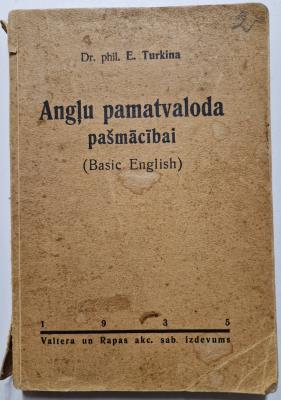 Dr. phil. E. Turkina
Angļu pamatvaloda
pašmācībai
(Basic English)
1 9 3 5
Valtera un Rapas akc. sab. izdevums